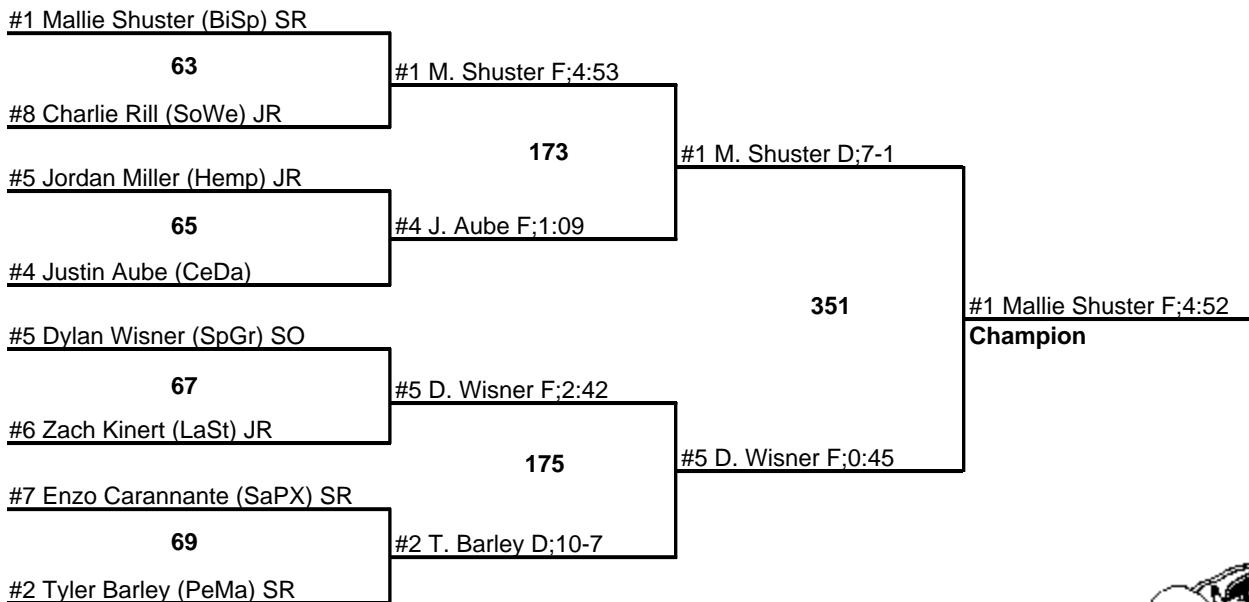 #1 Mallie Shuster (BiSp) SR
63
#1 M. Shuster F;4:53
#8 Charlie Rill (SoWe) JR
173
#1 M. Shuster D;7-1
#5 Jordan Miller (Hemp) JR
65
#4 J. Aube F;1:09
#4 Justin Aube (CeDa)
351
#1 Mallie Shuster F;4:52
Champion
#5 Dylan Wisner (SpGr) SO
67
#5 D. Wisner F;2:42
#6 Zach Kinert (LaSt) JR
175
#5 D. Wisner F;0:45
#7 Enzo Carannante (SaPX) SR
69
#2 T. Barley D;10-7
#2 Tyler Barley (PeMa) SR